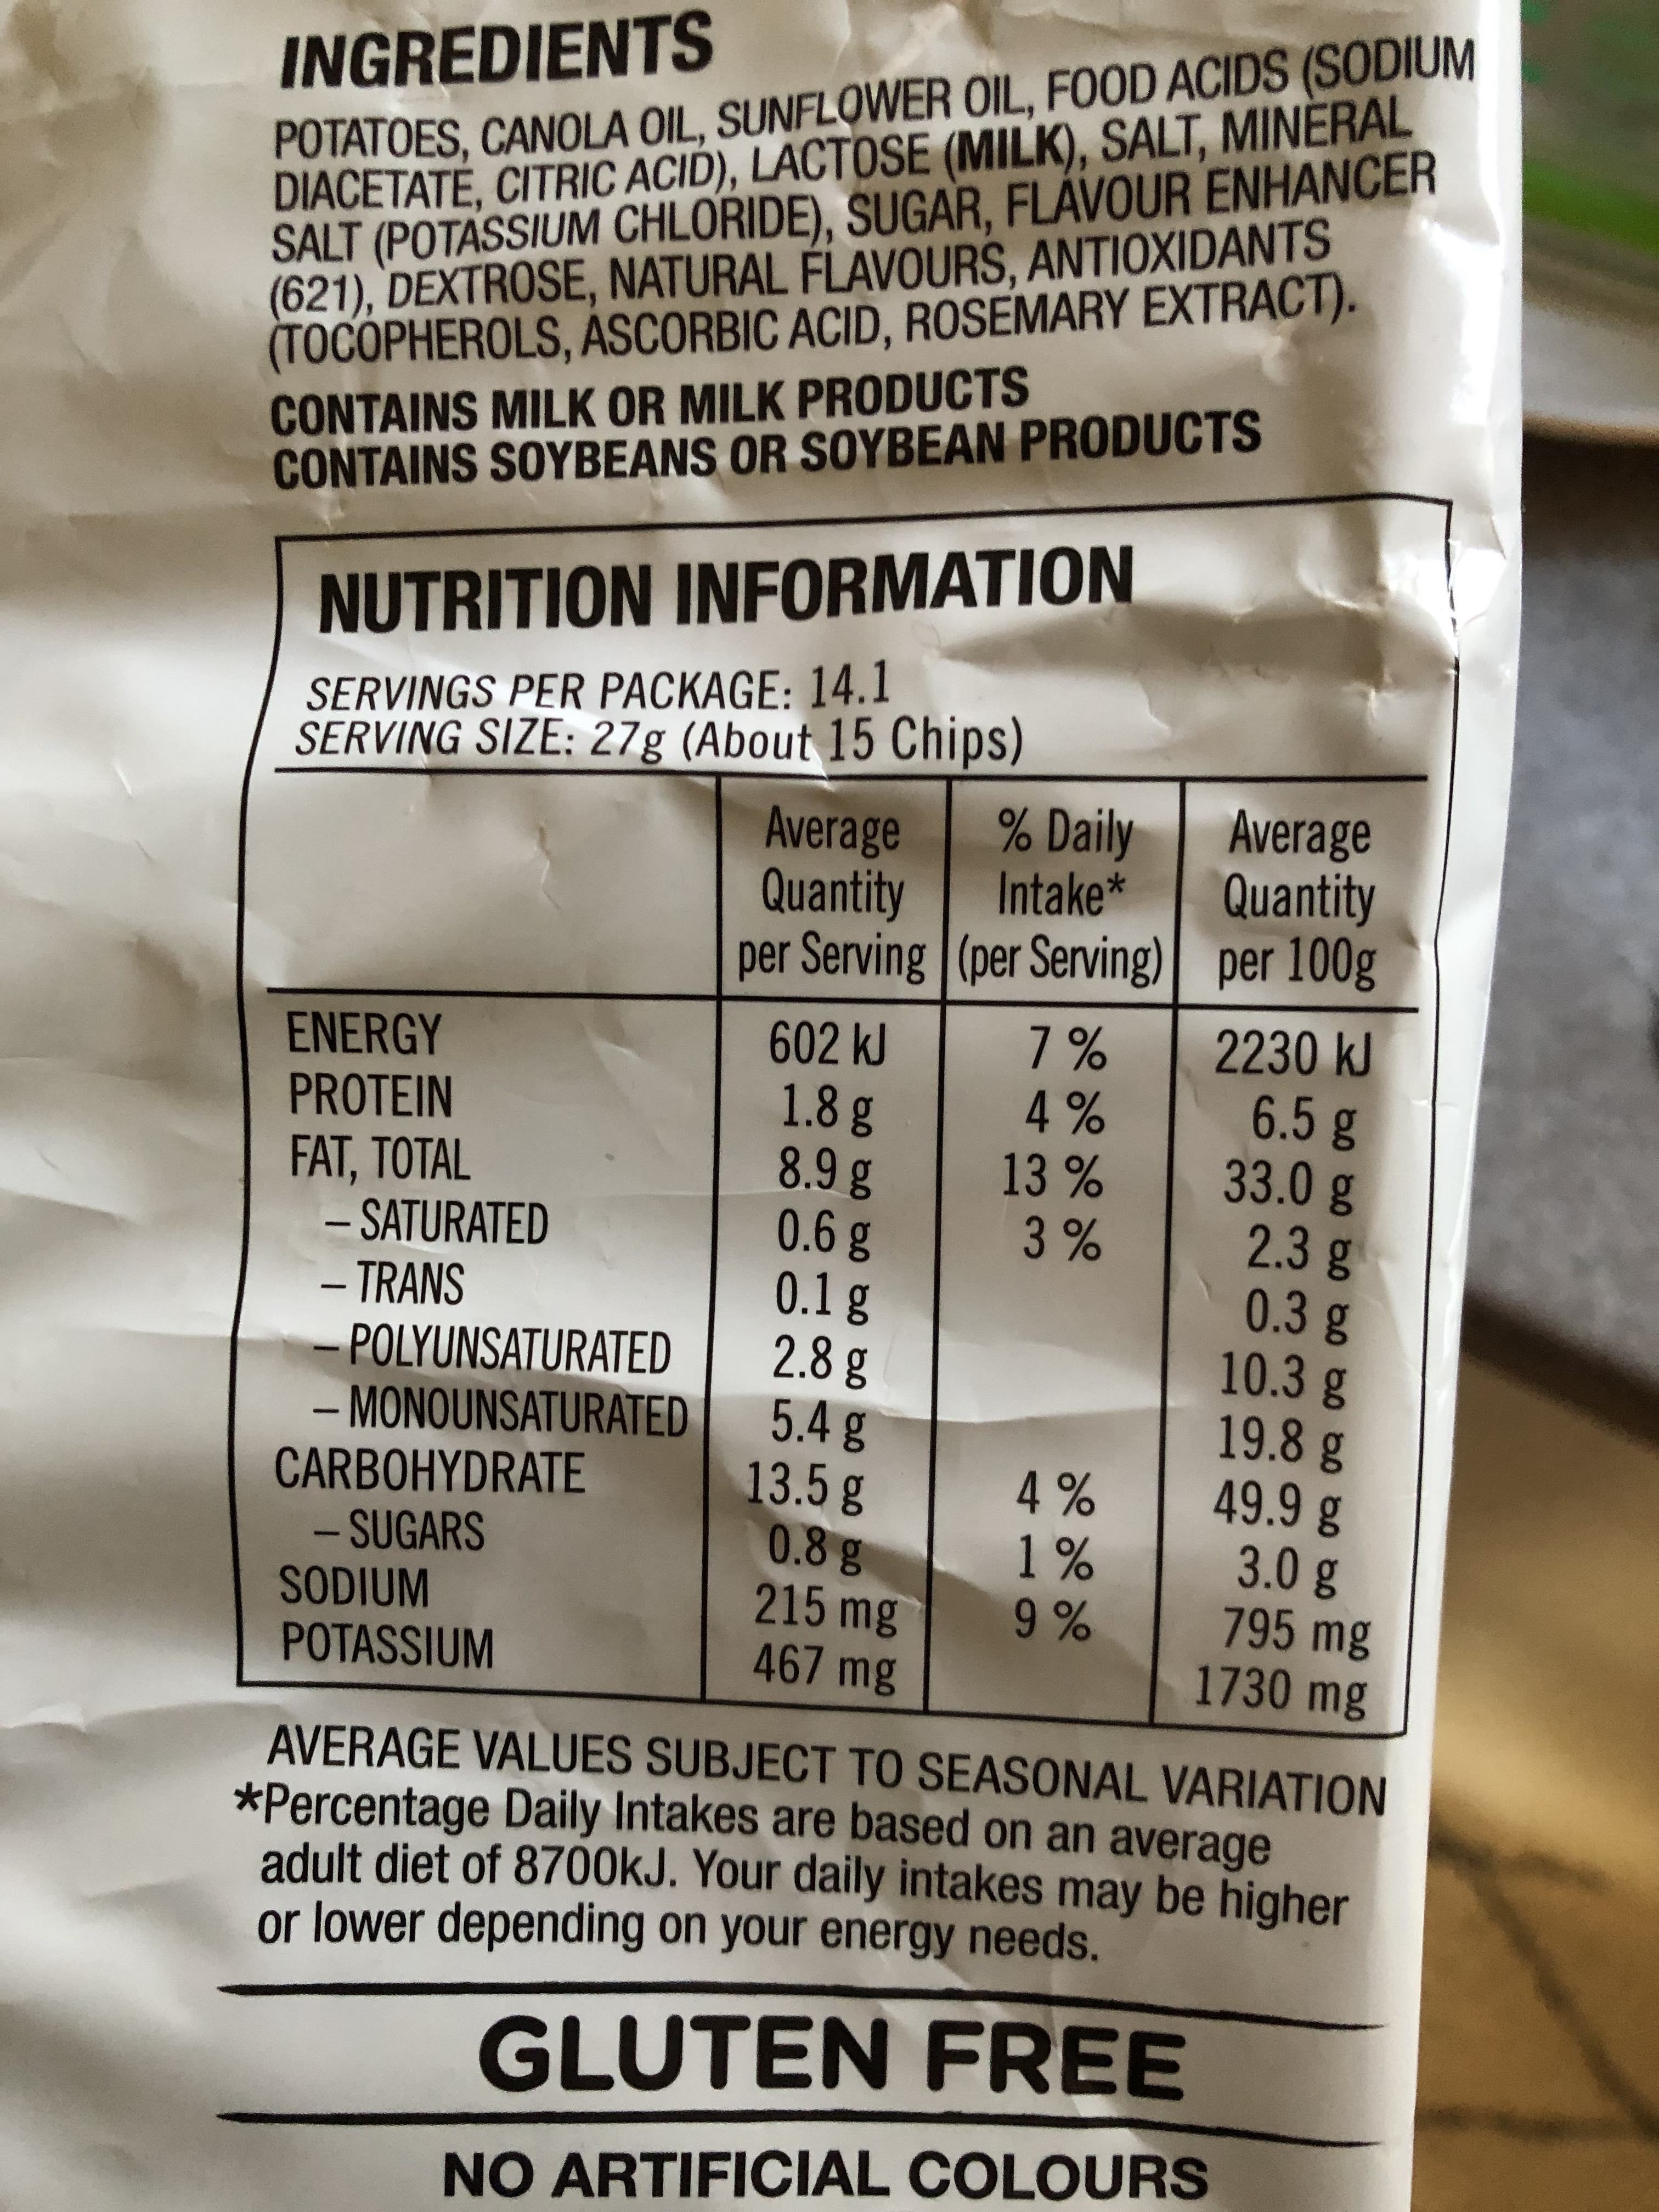 INGREDIENTS
POTATOES, CANOLA OIL, SUNFLOWER OIL, FOOD ACIDS (SODIUM
DIACETATE, CITRIC ACID), LACTOSE (MILK), SALT, MINERAL
SALT (POTASSIUM CHLORIDE), SUGAR, FLAVOUR ENHANCER
(621), DEXTROSE, NATURAL FLAVOURS, ANTIOXIDANTS
(TOCOPHEROLS, ASCORBIC ACID, ROSEMARY EXTRACT).
CONTAINS MILK OR MILK PRODUCTS
CONTAINS SOYBEANS OR SOYBEAN PRODUCTS
NUTRITION INFORMATION
SERVINGS PER PACKAGE: 14.1
SERVING SIZE: 27g (About 15 Chips)
Average % Daily Average
Quantity Intake* Quantity
per Serving (per Serving) per 100g
ENERGY 602 kJ 7 % 2230 kJ
PROTEIN 1.8 g 4 % 6.5 g
FAT, TOTAL 8.9 g 13 % 33.0 g
– SATURATED 0.6 g 3 % 2.3 g
– TRANS 0.1 g 0.3 g
– POLYUNSATURATED 2.8 g 10.3 g
– MONOUNSATURATED 5.4 g 19.8 g
CARBOHYDRATE 13.5 g 4 % 49.9 g
– SUGARS 0.8 g 1 % 3.0 g
SODIUM 215 mg 9 % 795 mg
POTASSIUM 467 mg 1730 mg
AVERAGE VALUES SUBJECT TO SEASONAL VARIATION
*Percentage Daily Intakes are based on an average
adult diet of 8700kJ. Your daily intakes may be higher
or lower depending on your energy needs.
GLUTEN FREE
NO ARTIFICIAL COLOURS